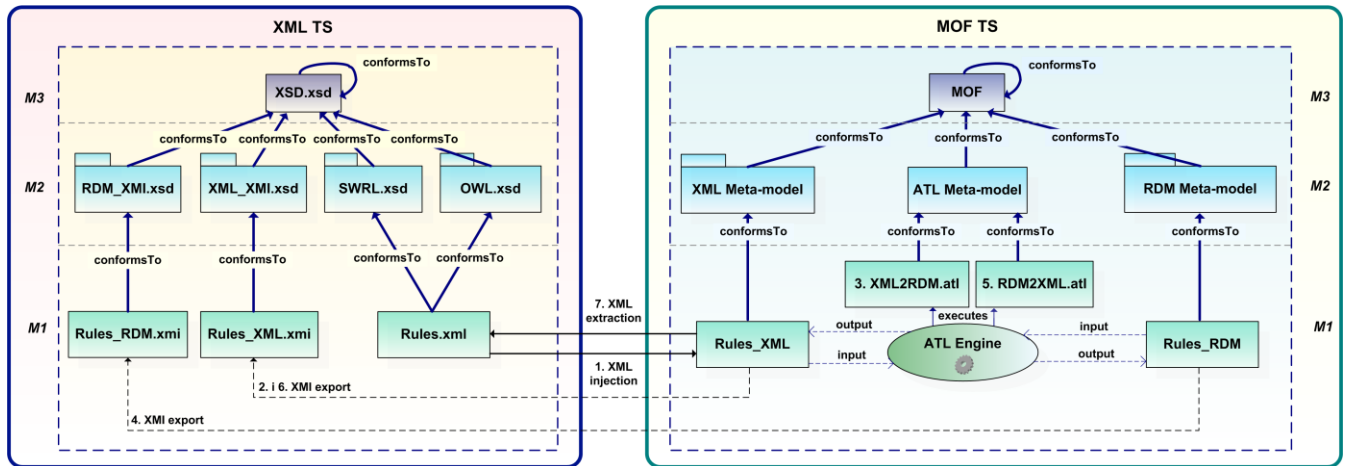 XML TS
MOF TS
conformsTo
conformsTo
M3
XSD.xsd
MOF
M3
conformsTo
conformsTo
conformsTo
conformsTo
conformsTo
conformsTo
conformsTo
M2
RDM_XMI.xsd
XML_XMI.xsd
SWRL.xsd
OWL.xsd
XML Meta-model
ATL Meta-model
RDM Meta-model
M2
conformsTo
conformsTo
conformsTo
conformsTo
conformsTo
conformsTo
conformsTo
conformsTo
3. XML2RDM.atl
5. RDM2XML.atl
M1
Rules_RDM.xmi
Rules_XML.xmi
Rules.xml
7. XML
extraction
Rules_XML
output
executes
input
ATL Engine
Rules_RDM
M1
input
output
1. XML
injection
2. i 6. XMI export
4. XMI export